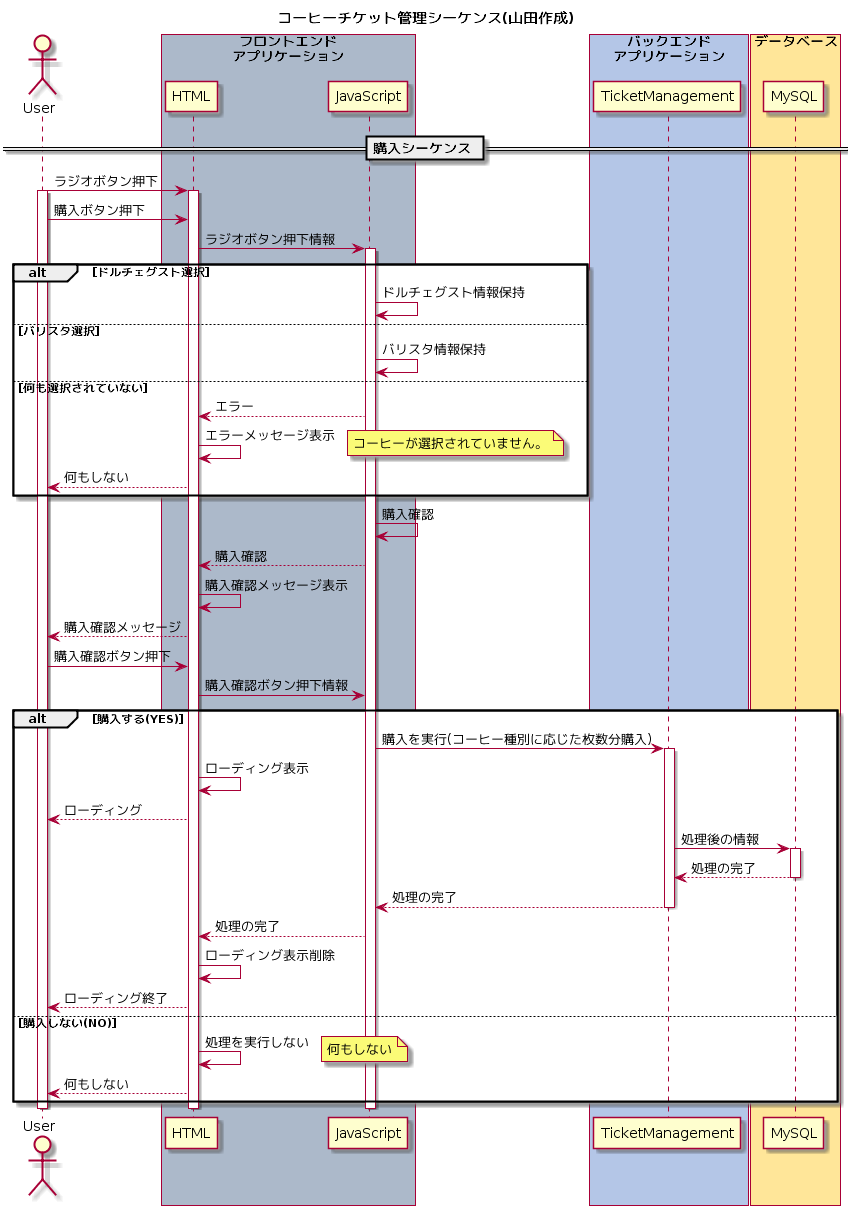 コーヒーチケット管理シーケンス(山田作成)
フロントエンド
アプリケーション
バックエンド
アプリケーション
データベース
User
HTML
JavaScript
TicketManagement
MySQL
購入シーケンス
ラジオボタン押下
購入ボタン押下
ラジオボタン押下情報
alt
[ドルチェグスト選択]
ドルチェグスト情報保持
[バリスタ選択]
バリスタ情報保持
[何も選択されていない]
エラー
エラーメッセージ表示
コーヒーが選択されていません。
何もしない
購入確認
購入確認
購入確認メッセージ表示
購入確認メッセージ
購入確認ボタン押下
購入確認ボタン押下情報
alt
[購入する(YES)]
購入を実行(コーヒー種別に応じた枚数分購入)
ローディング表示
ローディング
処理後の情報
処理の完了
処理の完了
処理の完了
ローディング表示削除
ローディング終了
[購入しない(NO)]
処理を実行しない
何もしない
何もしない
User
HTML
JavaScript
TicketManagement
MySQL